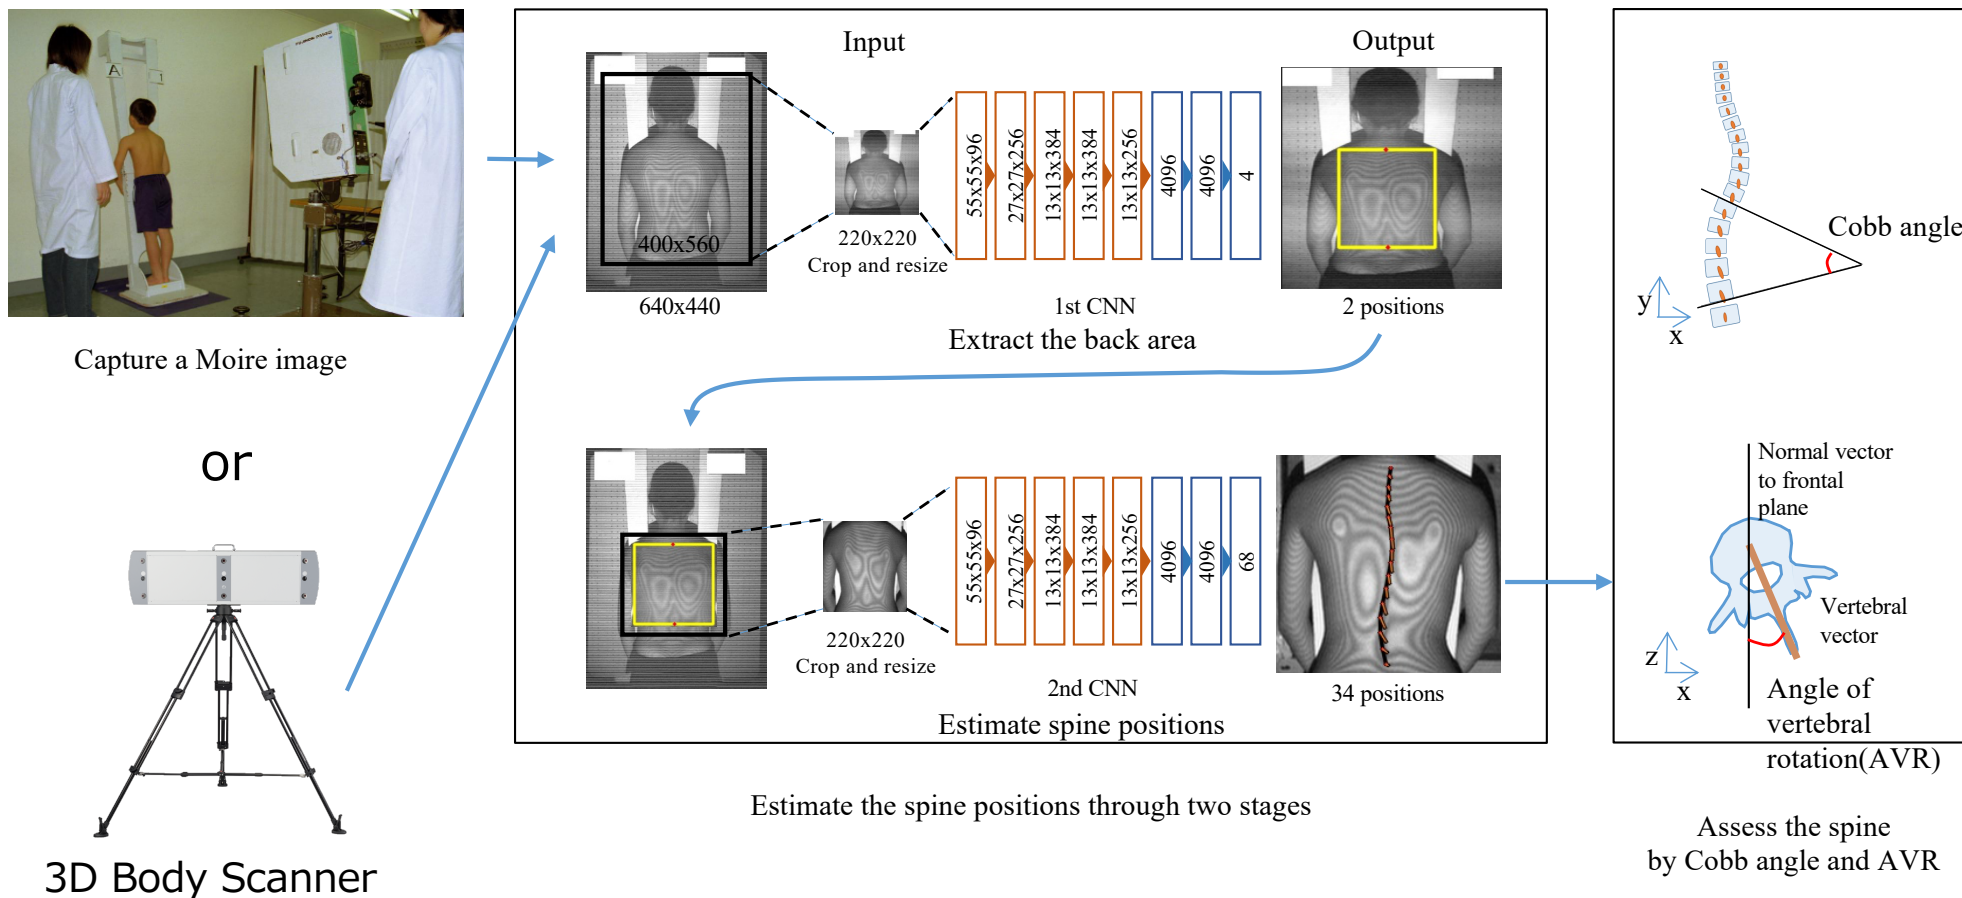 Capture a Moire image
or
3D Body Scanner
Input
Output
400x560
640x440
220x220
Crop and resize
55x55x96
27x27x256
13x13x384
13x13x384
13x13x256
4096
4096
4
1st CNN
Extract the back area
2 positions
220x220
Crop and resize
55x55x96
27x27x256
13x13x384
13x13x384
13x13x256
4096
4096
68
2nd CNN
Estimate spine positions
34 positions
Estimate the spine positions through two stages
Cobb angle
y
x
Normal vector
to frontal
plane
Vertebral
vector
z
x
Angle of
vertebral
rotation(AVR)
Assess the spine
by Cobb angle and AVR
A